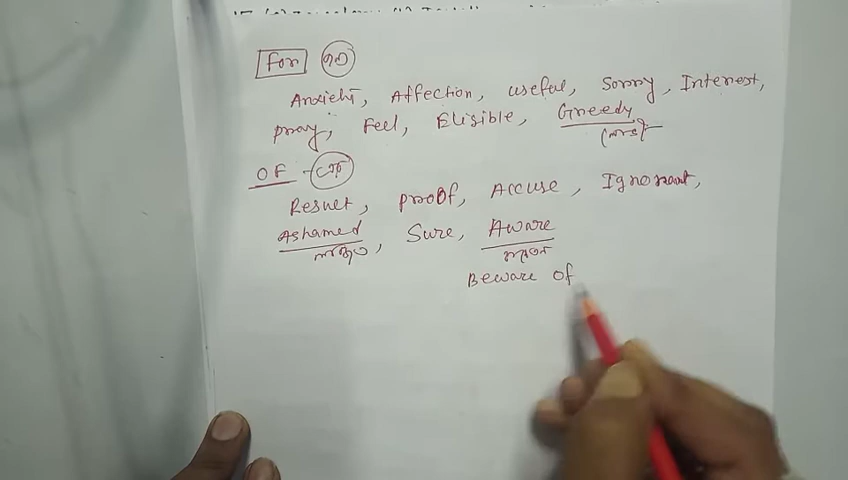 For
Anxiety, Affection, useful, Sorry, Interest,
pray, Feel, Eligible, Greedy
OF -
Result, proof, Accuse, Ignorant,
Ashamed, Sure, Aware
Beware of